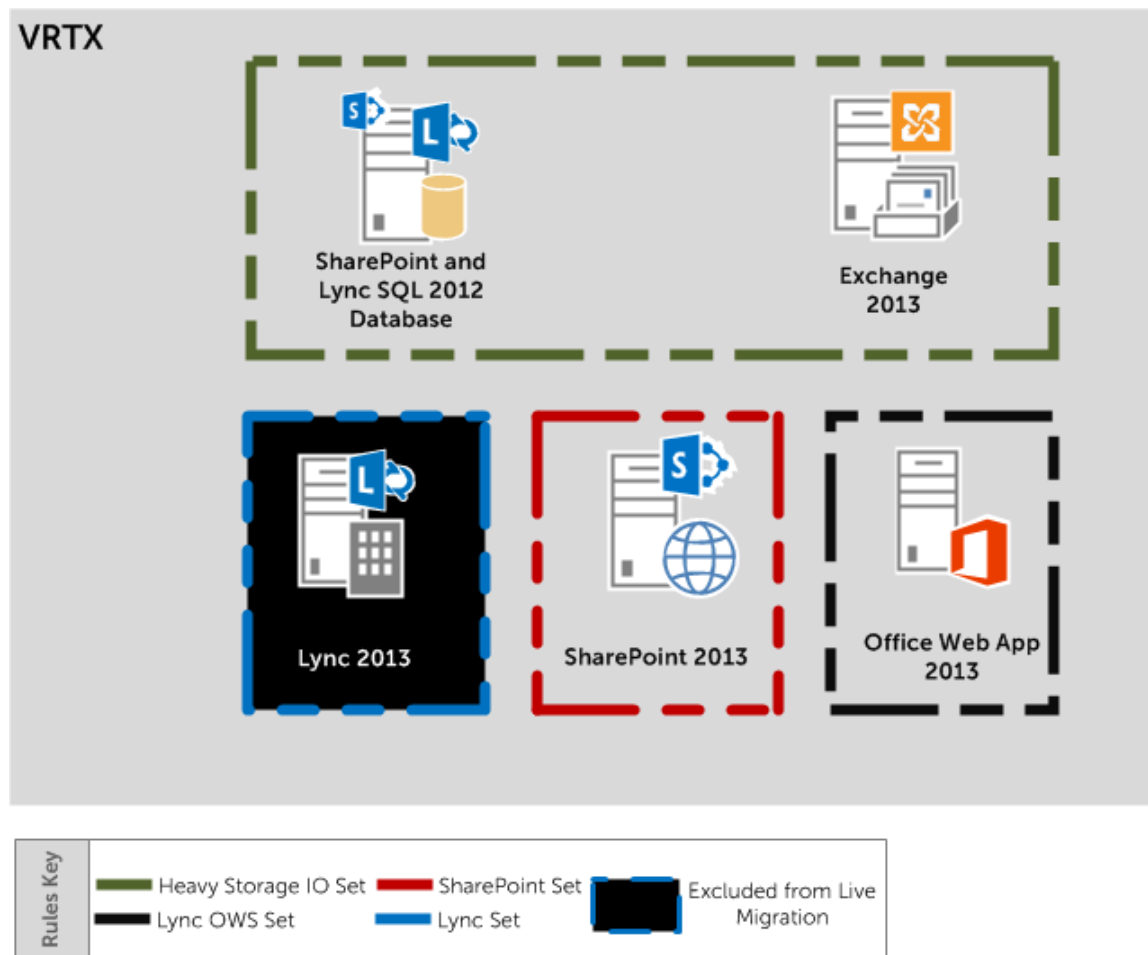 VRTX
S
L
SharePoint and
Lync SQL 2012
Database
Exchange
2013
L
Lync 2013
S
SharePoint 2013
Office Web App
2013
Rules Key
Heavy Storage IO Set
SharePoint Set
Lync OWS Set
Lync Set
Excluded from Live
Migration